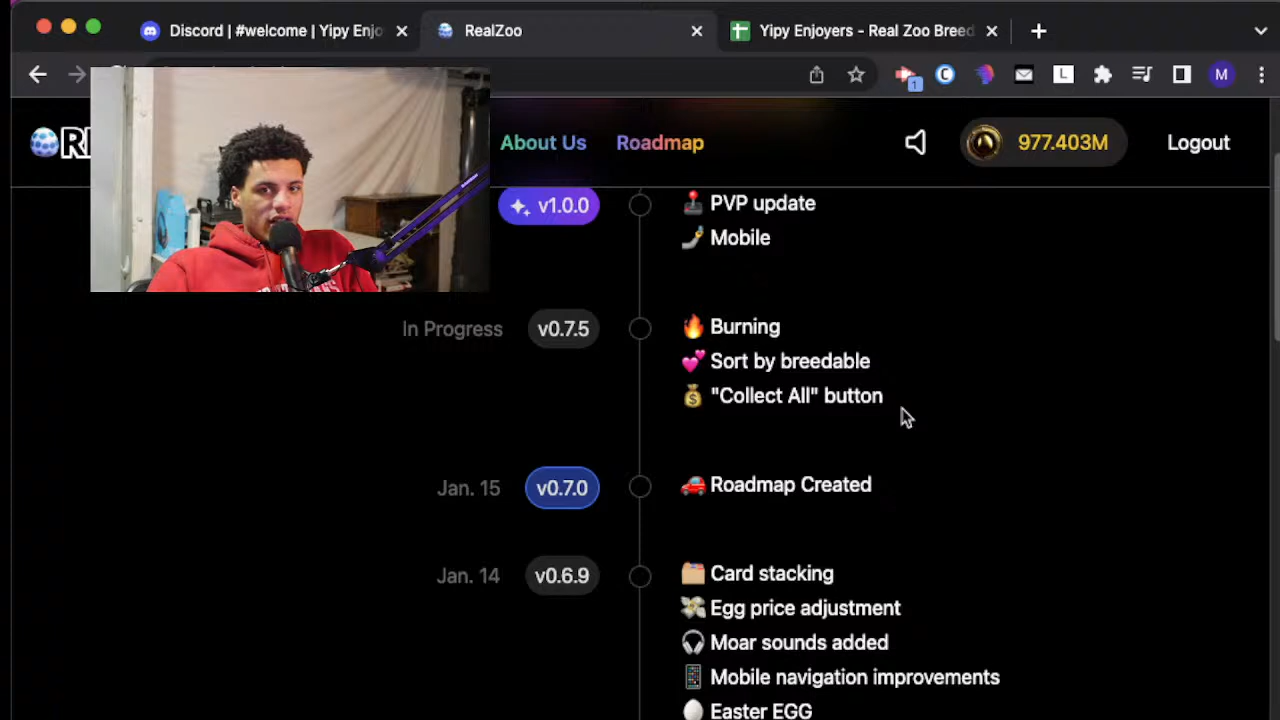 Discord | #welcome | Yipy Enjo
RealZoo
Yipy Enjoyers - Real Zoo Breed
1
C
L
M
About Us
Roadmap
977.403M
Logout
v1.0.0
🕹️ PVP update
🤳 Mobile
In Progress
v0.7.5
🔥 Burning
💕 Sort by breedable
💰 "Collect All" button
Jan. 15
v0.7.0
🚗 Roadmap Created
Jan. 14
v0.6.9
🗂️ Card stacking
💸 Egg price adjustment
🎧 Moar sounds added
📱 Mobile navigation improvements
🥚 Easter EGG